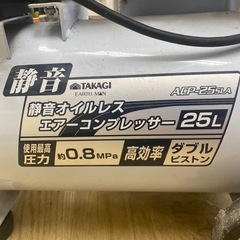 静音
TAKAGI
EARTH MAN
ACP-25SLA
静音オイルレス
エアーコンプレッサー 25L
使用最高圧力 約0.8MPa 高効率 ダブルピストン